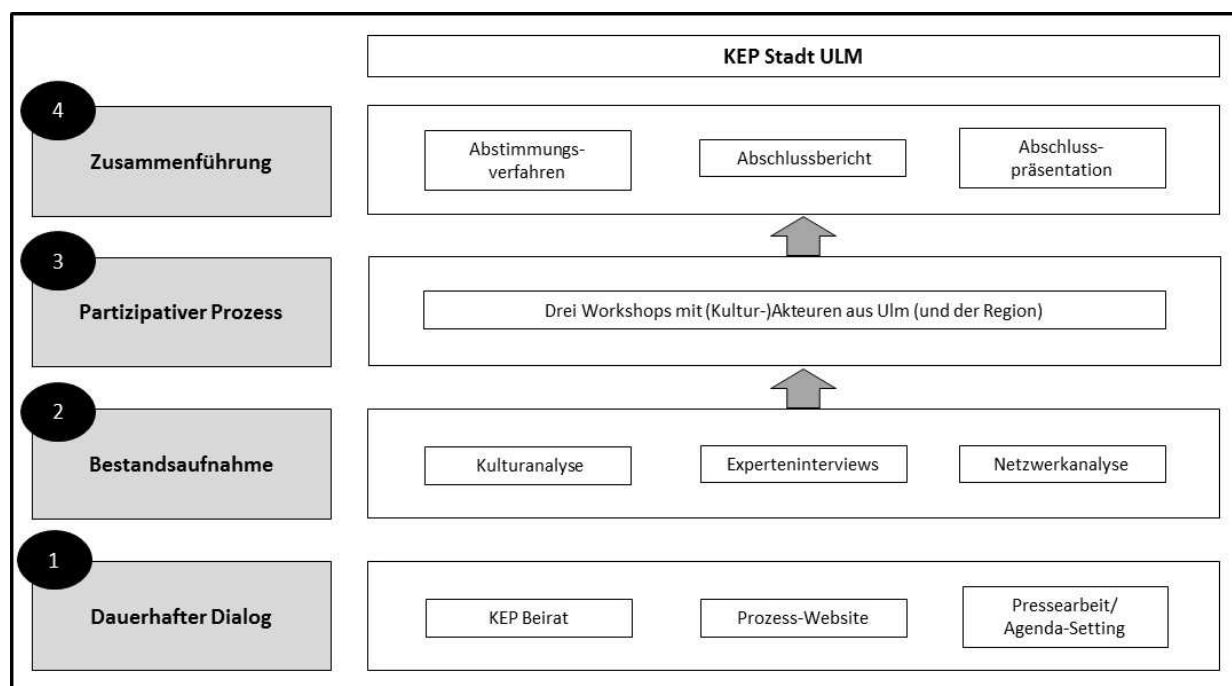 KEP Stadt ULM
4
Zusammenführung
Abstimmungs-
verfahren
Abschlussbericht
Abschluss-
präsentation
3
Partizipativer Prozess
Drei Workshops mit (Kultur-)Akteuren aus Ulm (und der Region)
2
Bestandsaufnahme
Kulturanalyse
Experteninterviews
Netzwerkanalyse
1
Dauerhafter Dialog
KEP Beirat
Prozess-Website
Pressearbeit/
Agenda-Setting